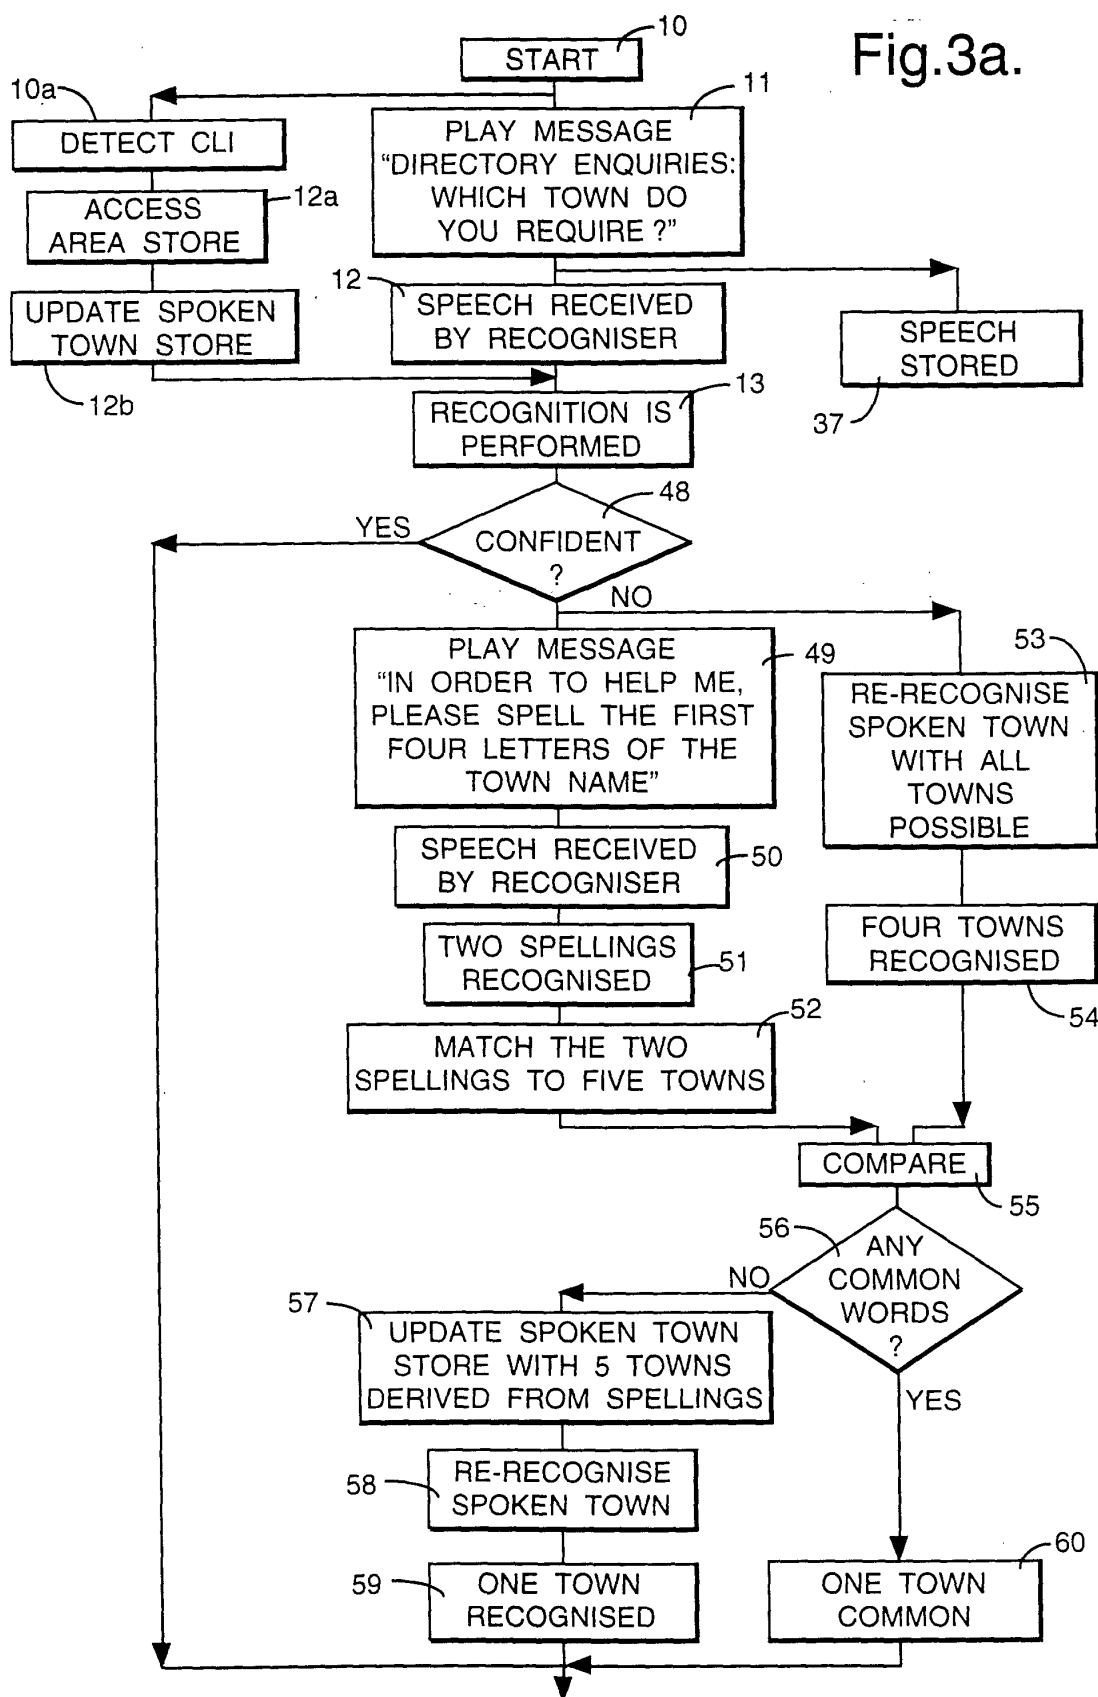 Fig.3a.
10
START
10a
DETECT CLI
11
PLAY MESSAGE
“DIRECTORY ENQUIRIES:
WHICH TOWN DO
YOU REQUIRE ?”
12a
ACCESS
AREA STORE
12
SPEECH RECEIVED
BY RECOGNISER
UPDATE SPOKEN
TOWN STORE
12b
SPEECH
STORED
37
13
RECOGNITION IS
PERFORMED
48
CONFIDENT
?
YES
NO
PLAY MESSAGE
“IN ORDER TO HELP ME,
PLEASE SPELL THE FIRST
FOUR LETTERS OF THE
TOWN NAME”
49
53
RE-RECOGNISE
SPOKEN TOWN
WITH ALL
TOWNS
POSSIBLE
SPEECH RECEIVED
BY RECOGNISER
50
TWO SPELLINGS
RECOGNISED
51
FOUR TOWNS
RECOGNISED
54
52
MATCH THE TWO
SPELLINGS TO FIVE TOWNS
COMPARE
55
56
ANY
COMMON
WORDS
?
NO
YES
57
UPDATE SPOKEN TOWN
STORE WITH 5 TOWNS
DERIVED FROM SPELLINGS
58
RE-RECOGNISE
SPOKEN TOWN
59
ONE TOWN
RECOGNISED
60
ONE TOWN
COMMON